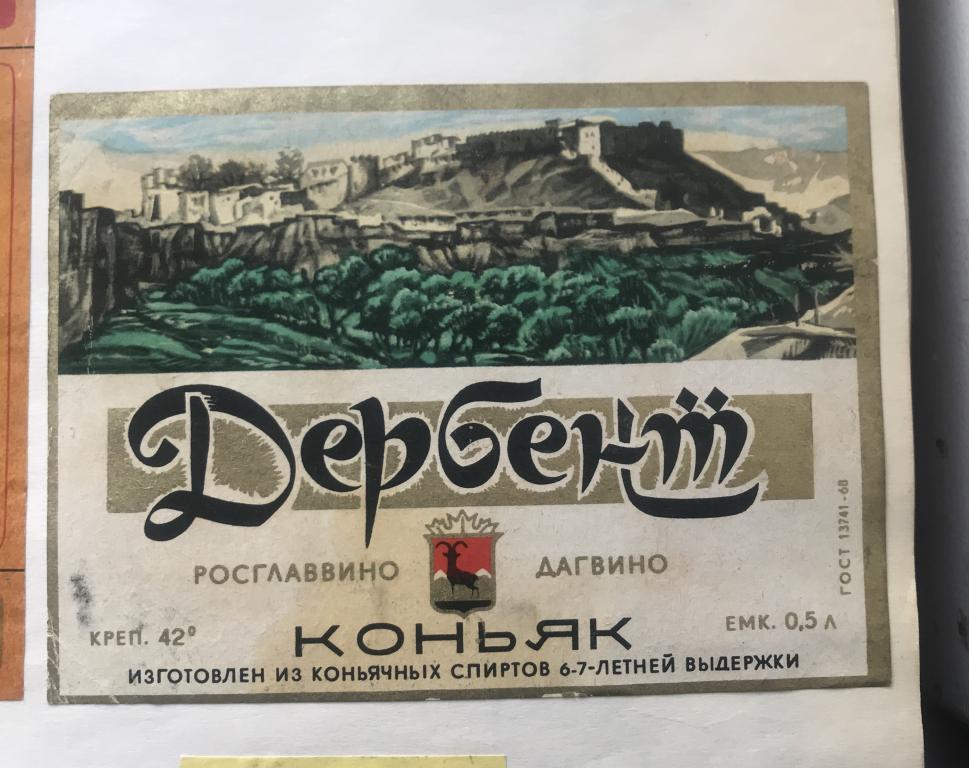 Дербент
РОСГЛАВВИНО
ДАГВИНО
КРЕП. 42º
КОНЬЯК
ЕМК. 0,5 Л
ИЗГОТОВЛЕН ИЗ КОНЬЯЧНЫХ СПИРТОВ 6-7-ЛЕТНЕЙ ВЫДЕРЖКИ
ГОСТ 13741-68